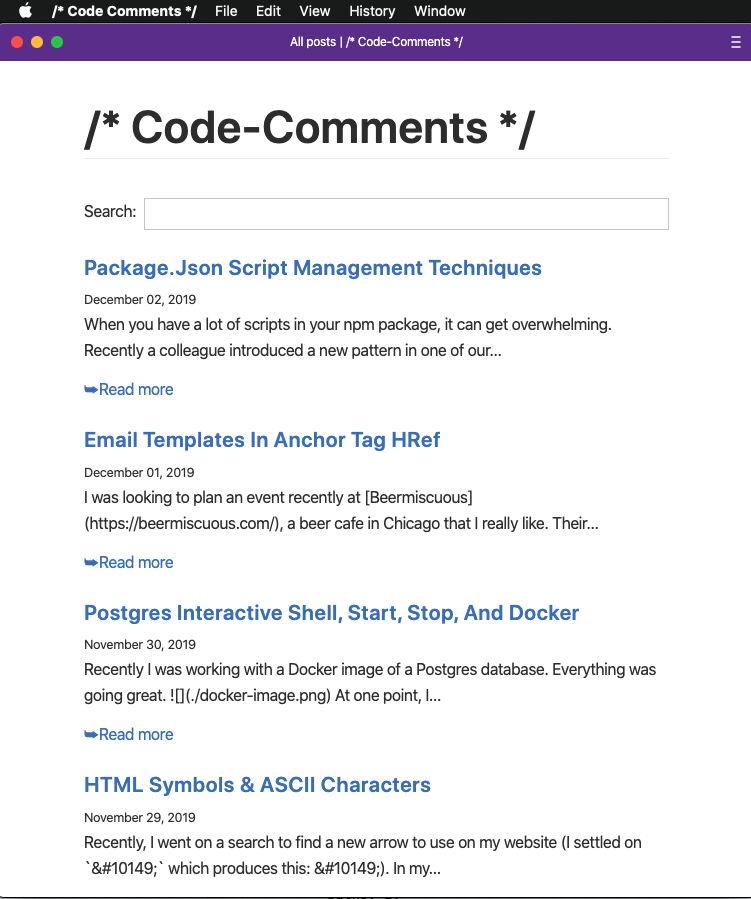 /* Code Comments */ File Edit View History Window
All posts | /* Code-Comments */
/* Code-Comments */
Search:
Package.Json Script Management Techniques
December 02, 2019
When you have a lot of scripts in your npm package, it can get overwhelming.
Recently a colleague introduced a new pattern in one of our...
➥Read more
Email Templates In Anchor Tag HRef
December 01, 2019
I was looking to plan an event recently at [Beermiscuous]
(https://beermiscuous.com/), a beer cafe in Chicago that I really like. Their...
➥Read more
Postgres Interactive Shell, Start, Stop, And Docker
November 30, 2019
Recently I was working with a Docker image of a Postgres database. Everything was
going great. ![](./docker-image.png) At one point, I...
➥Read more
HTML Symbols & ASCII Characters
November 29, 2019
Recently, I went on a search to find a new arrow to use on my website (I settled on
`&#10149;` which produces this: &#10149;). In my...